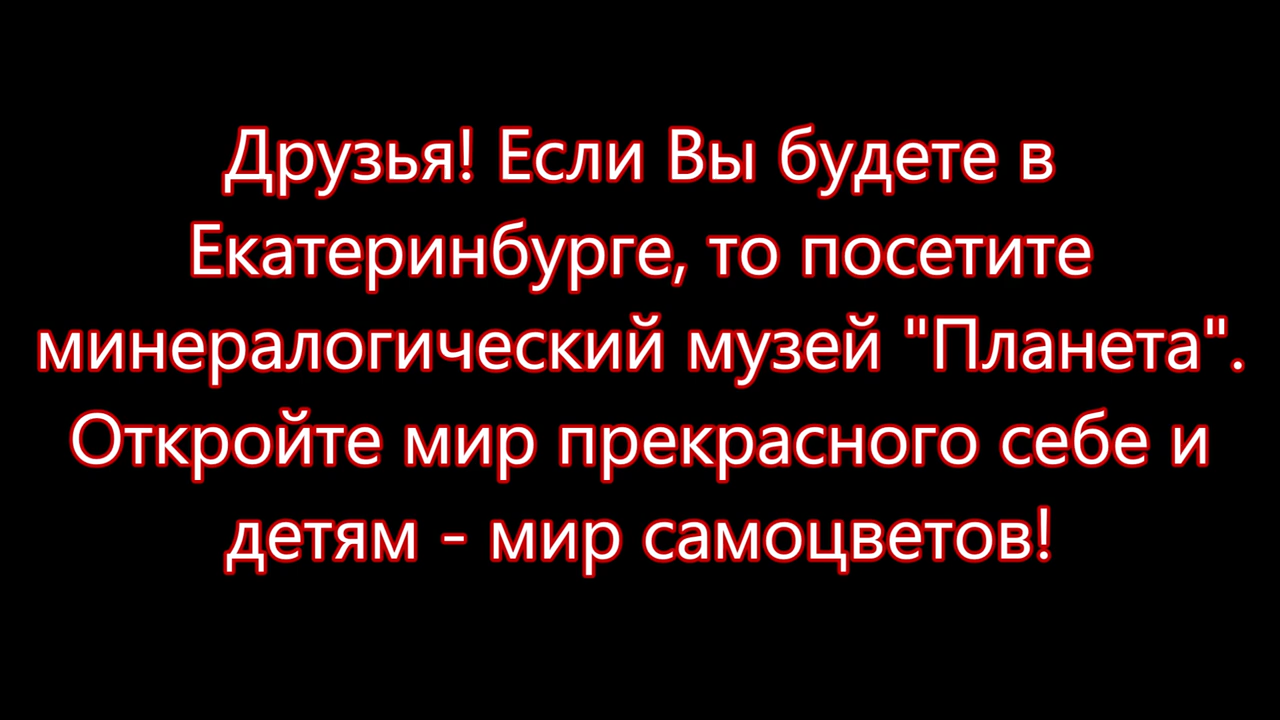 Друзья! Если Вы будете в
Екатеринбурге, то посетите
минералогический музей "Планета".
Откройте мир прекрасного себе и
детям - мир самоцветов!